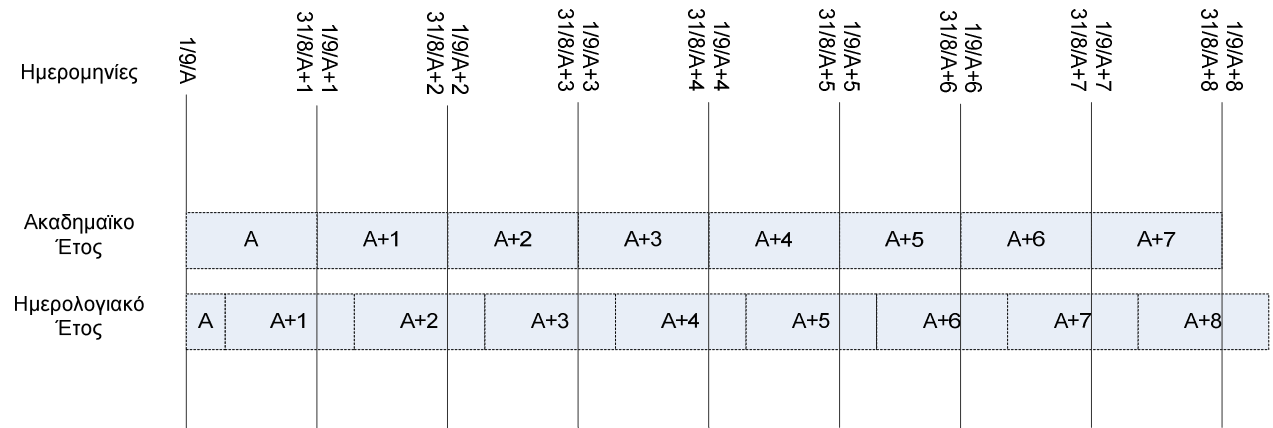 Ημερομηνίες
1/9/Α
31/8/Α+1
1/9/Α+1
31/8/Α+2
1/9/Α+2
31/8/Α+3
1/9/Α+3
31/8/Α+4
1/9/Α+4
31/8/Α+5
1/9/Α+5
31/8/Α+6
1/9/Α+6
31/8/Α+7
1/9/Α+7
31/8/Α+8
1/9/Α+8
Ακαδημαϊκο
Έτος
Α
Α+1
Α+2
Α+3
Α+4
Α+5
Α+6
Α+7
Ημερολογιακό
Έτος
Α
Α+1
Α+2
Α+3
Α+4
Α+5
Α+6
Α+7
Α+8